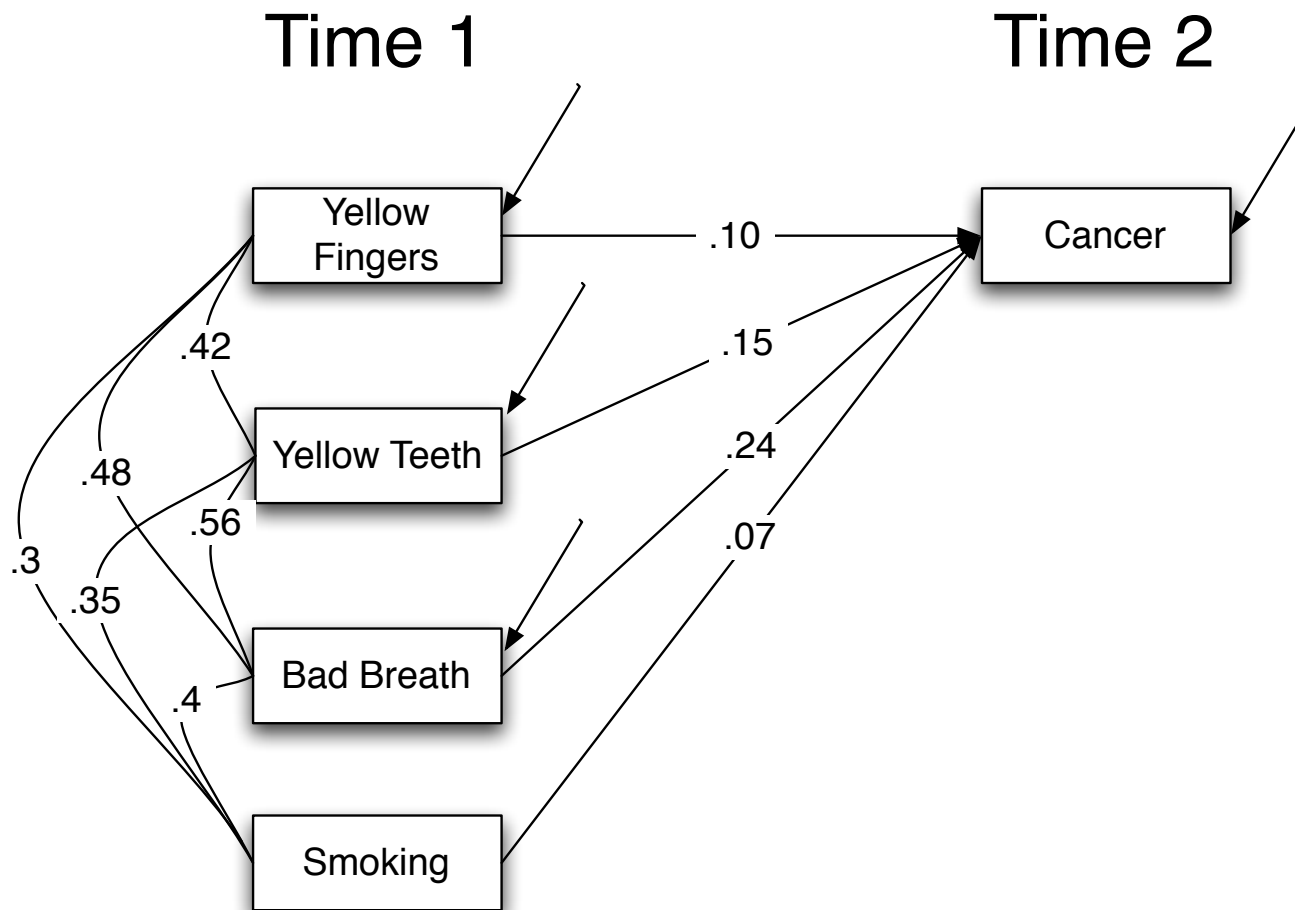 Time 1
Time 2
Yellow
Fingers
.10
Cancer
.42
.15
Yellow Teeth
.24
.48
.56
.07
.3
.35
Bad Breath
.4
Smoking